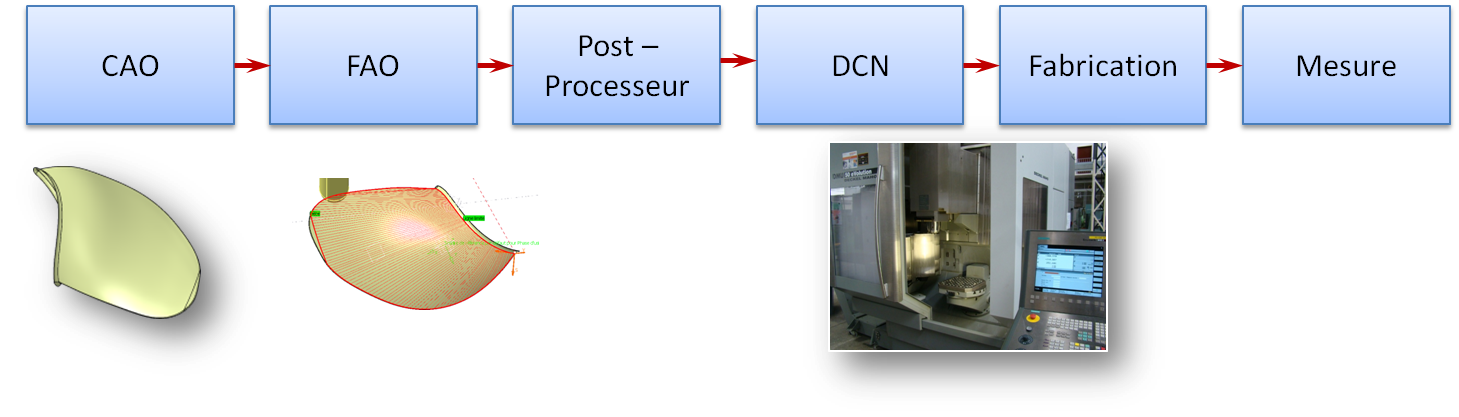 CAO
FAO
Post –
Processeur
DCN
Fabrication
Mesure